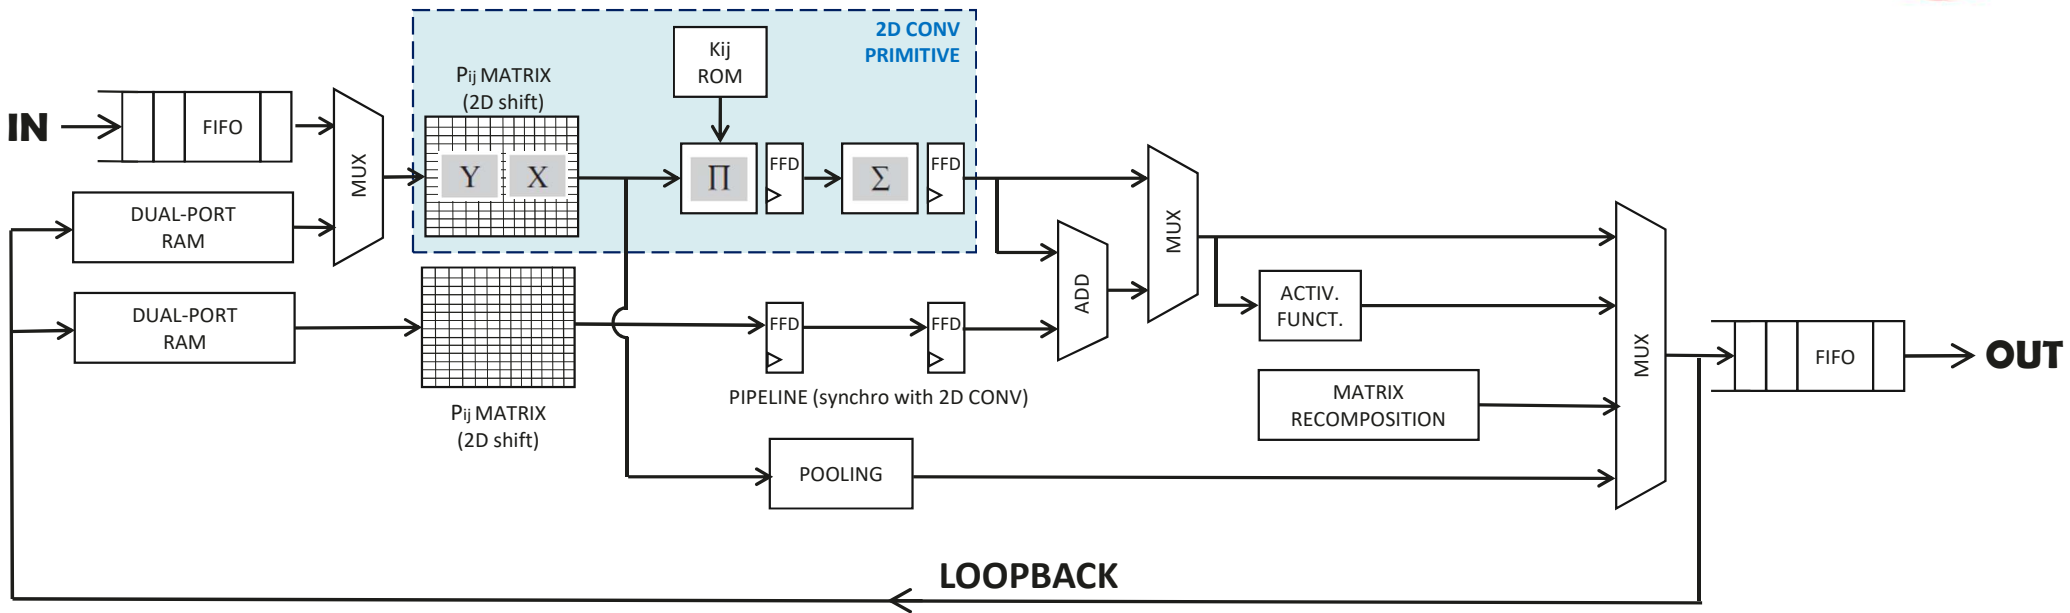 2D CONV
PRIMITIVE
Kij
ROM
Pij MATRIX
(2D shift)
IN
FIFO
MUX
Y X
Π
FFD
Σ
FFD
DUAL-PORT
RAM
MUX
ADD
DUAL-PORT
RAM
FFD
FFD
ACTIV.
FUNCT.
MUX
FIFO
OUT
Pij MATRIX
(2D shift)
PIPELINE (synchro with 2D CONV)
MATRIX
RECOMPOSITION
POOLING
LOOPBACK